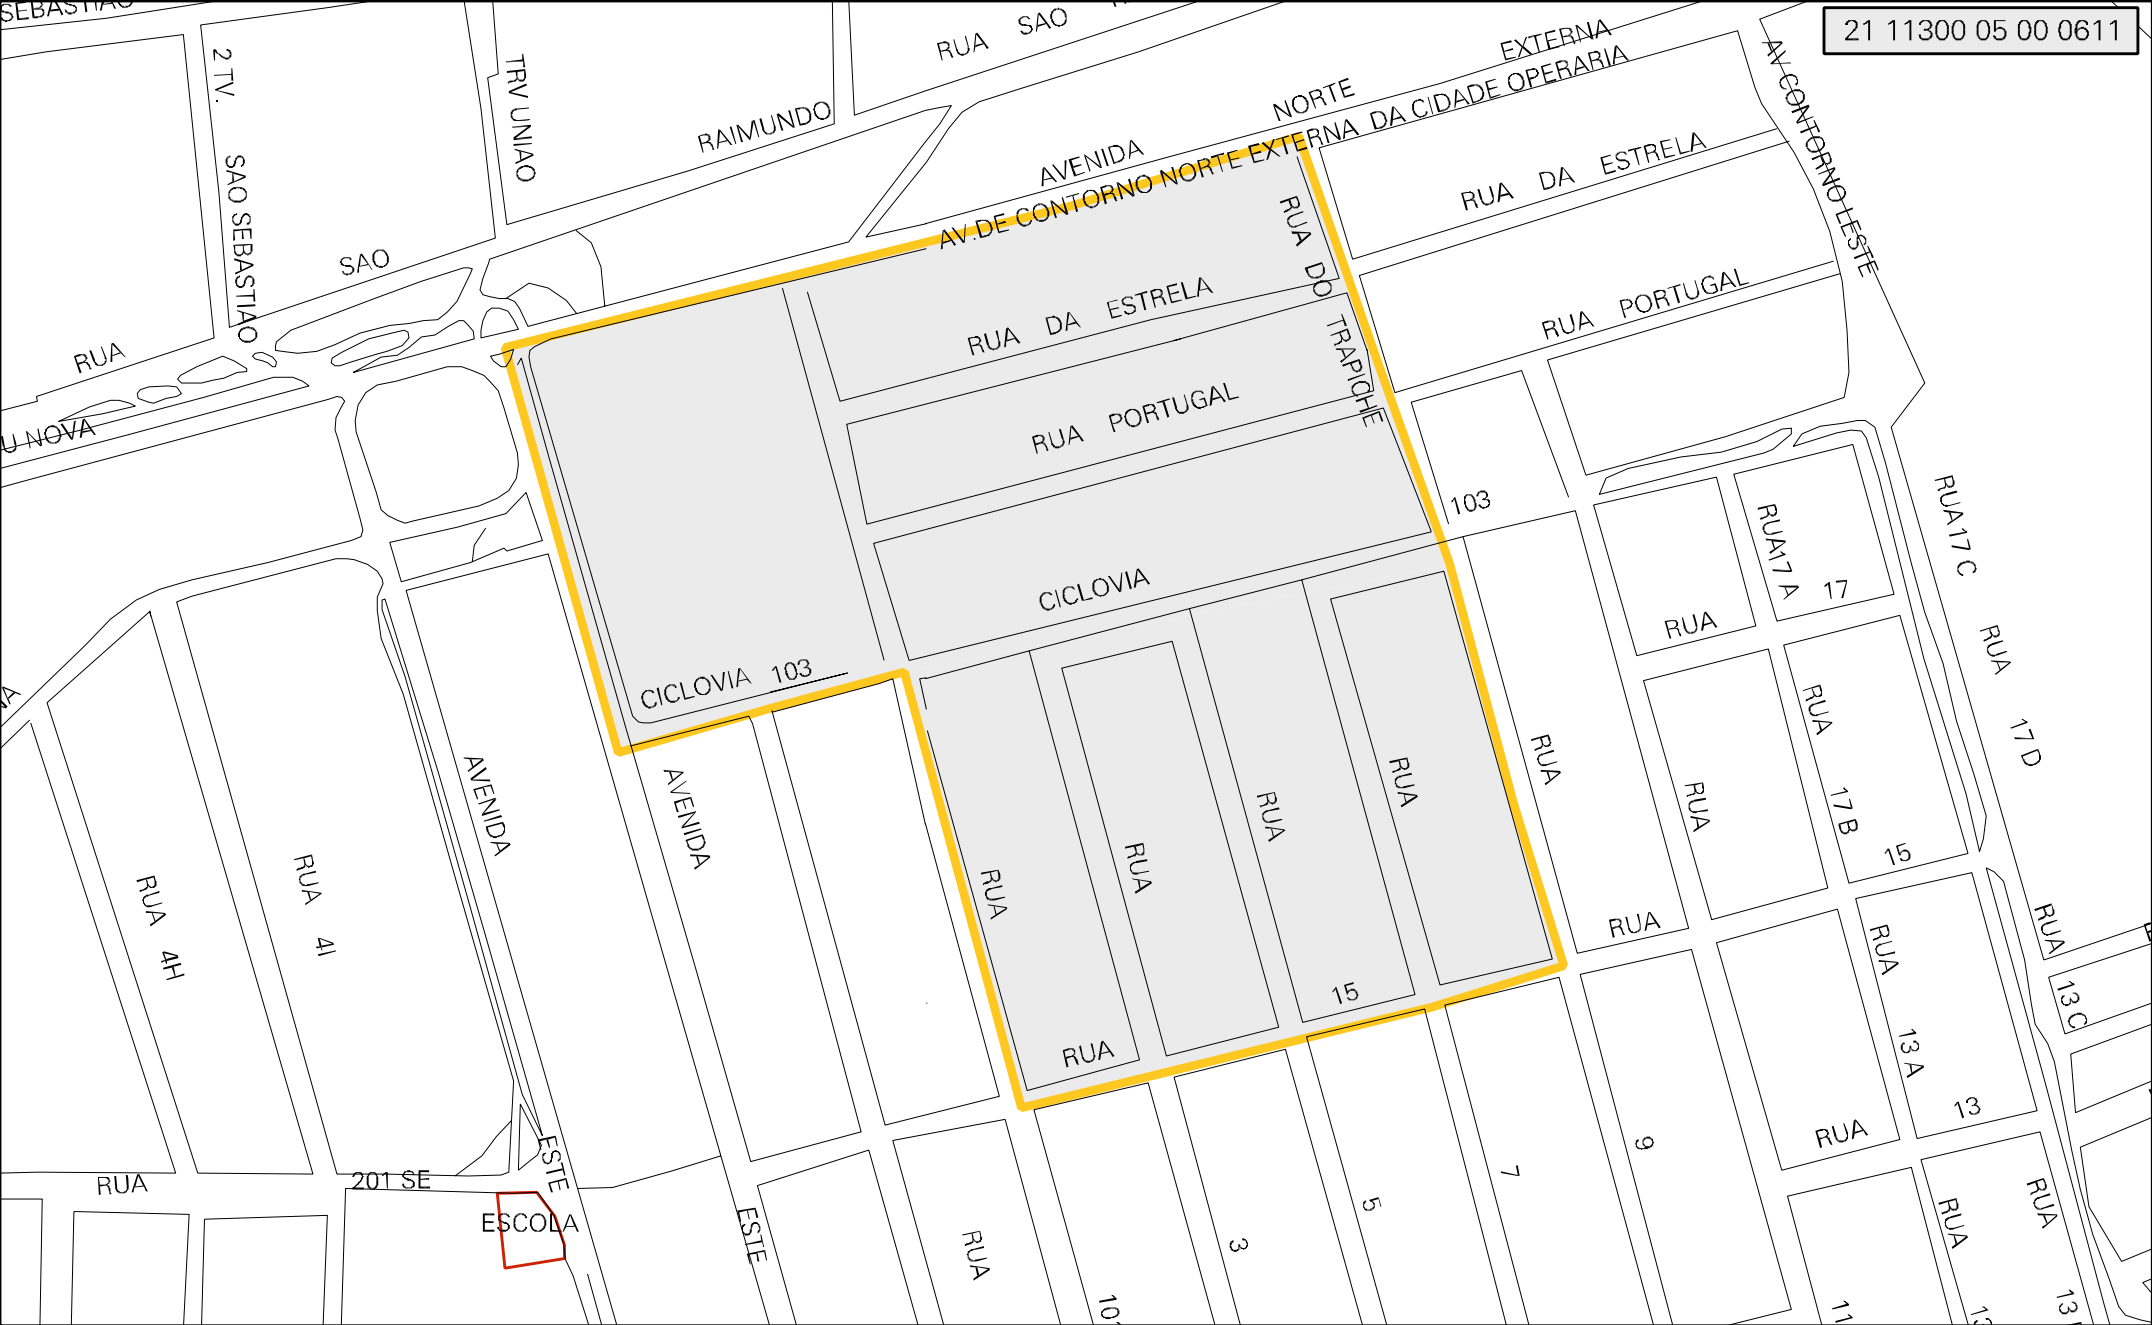 SEBASTIAO
RUA SAO
21 11300 05 00 0611
2 TV. SAO SEBASTIAO
TRV UNIAO
RUA SAO RAIMUNDO
AVENIDA NORTE EXTERNA
AV.DE CONTORNO NORTE EXTERNA DA CIDADE OPERARIA
AV CONTORNO LESTE
RUA DA ESTRELA
RUA PORTUGAL
RUA DO TRAPICHE
RUA DA ESTRELA
RUA PORTUGAL
U NOVA
103
CICLOVIA
CICLOVIA 103
RUA17 A
RUA 17
RUA17 C
RUA 17 D
RUA 17 B
RUA 15
RUA
RUA
AVENIDA ESTE
AVENIDA ESTE
RUA 4H
RUA 4I
RUA
RUA
RUA
RUA
RUA 15
RUA
13 C
RUA 13 A
RUA 13
RUA 201 SE
ESCOLA
RUA
3
5
7
9
11
RUA
RUA
13